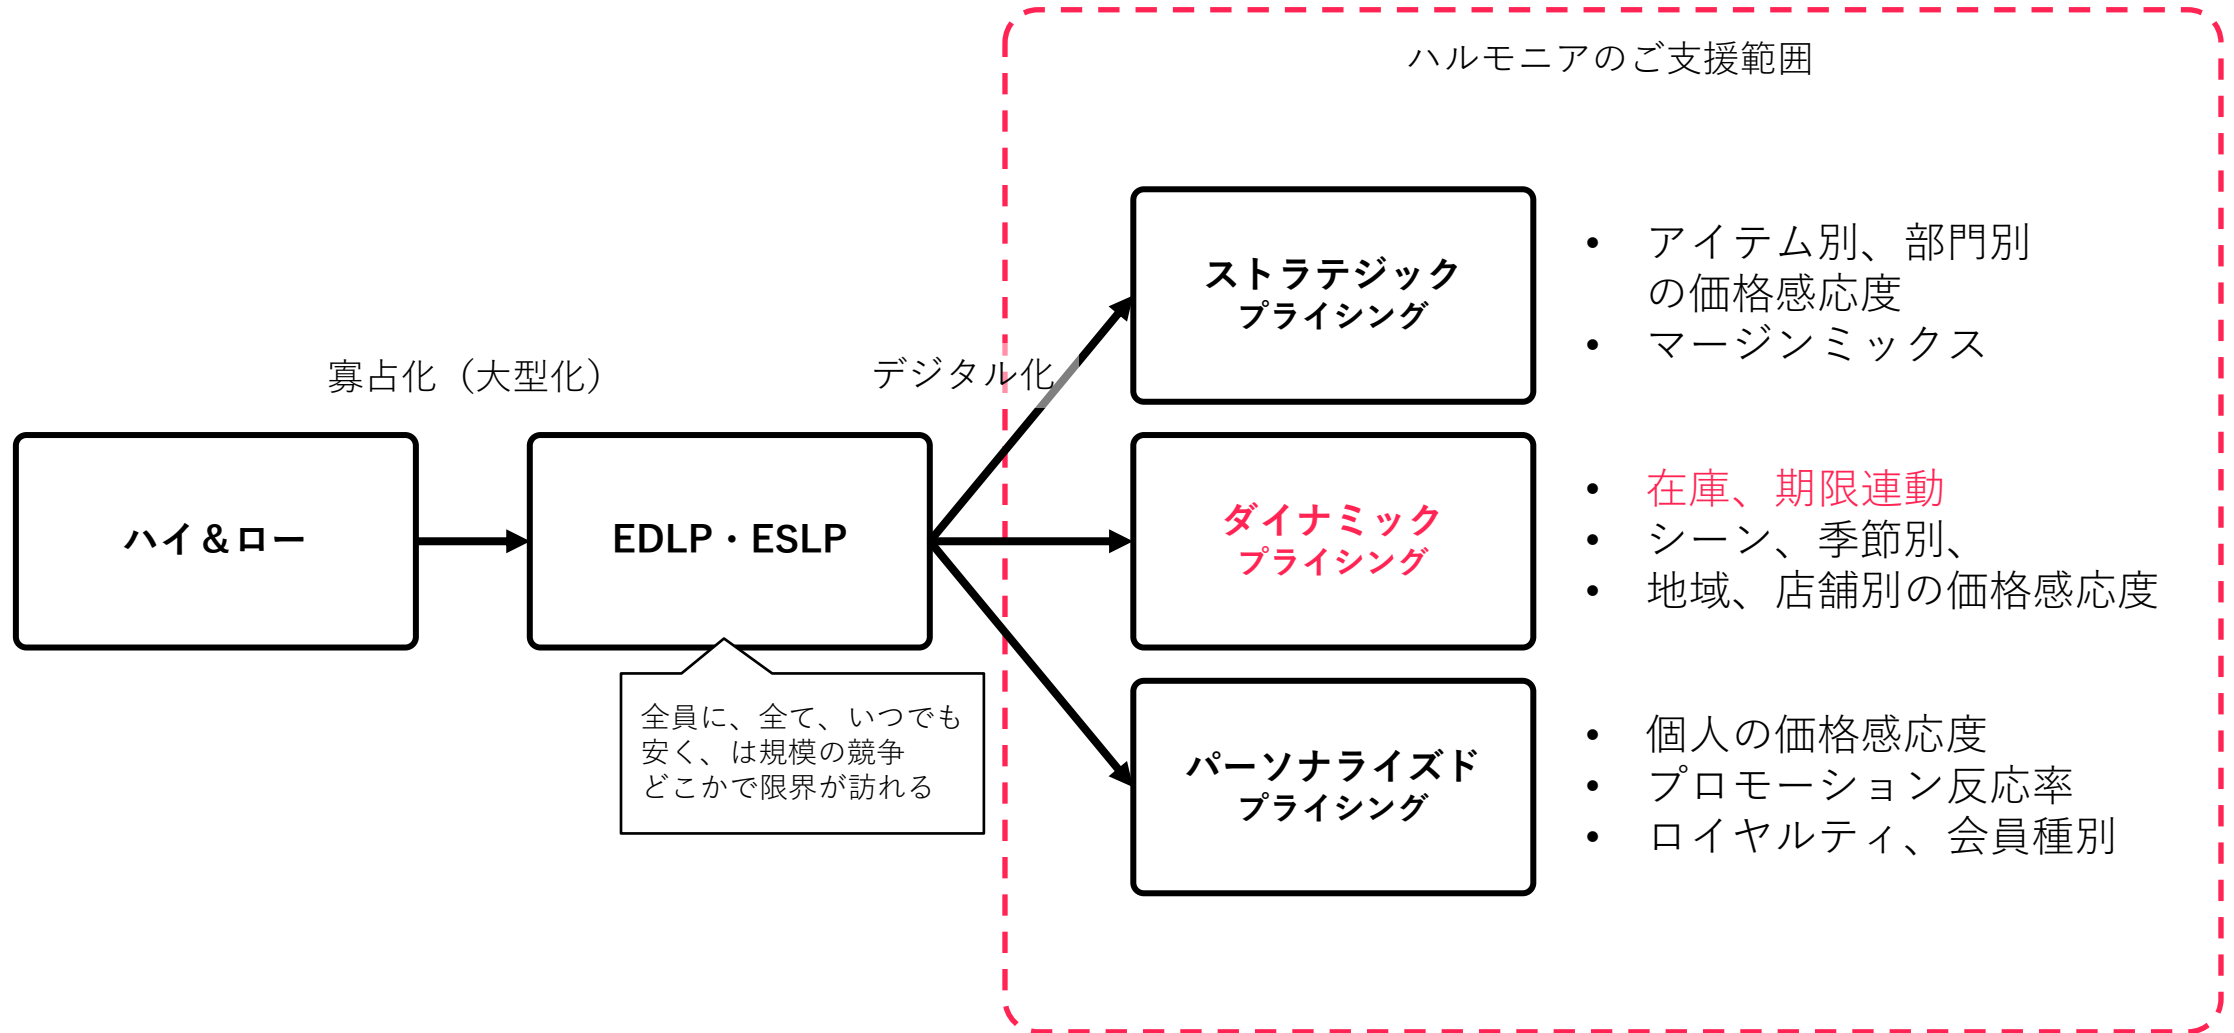 ハルモニアのご支援範囲
寡占化（大型化）
デジタル化
ハイ＆ロー
EDLP・ESLP
全員に、全て、いつでも
安く、は規模の競争
どこかで限界が訪れる
ストラテジック
プライシング
• アイテム別、部門別
の価格感応度
• マージンミックス
ダイナミック
プライシング
• 在庫、期限連動
• シーン、季節別、
• 地域、店舗別の価格感応度
パーソナライズド
プライシング
• 個人の価格感応度
• プロモーション反応率
• ロイヤルティ、会員種別